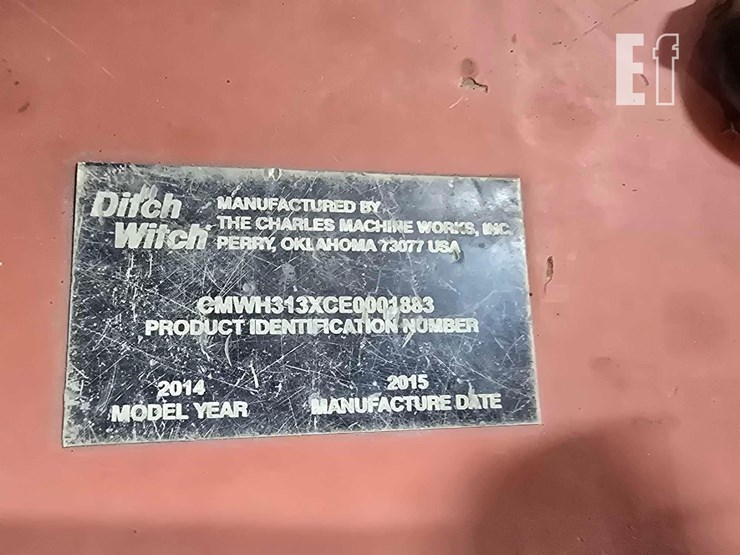 Ef
Ditch Witch
MANUFACTURED BY
THE CHARLES MACHINE WORKS, INC.
PERRY, OKLAHOMA 73077 USA
CMWH313XCE0001883
PRODUCT IDENTIFICATION NUMBER
2014
MODEL YEAR
2015
MANUFACTURE DATE